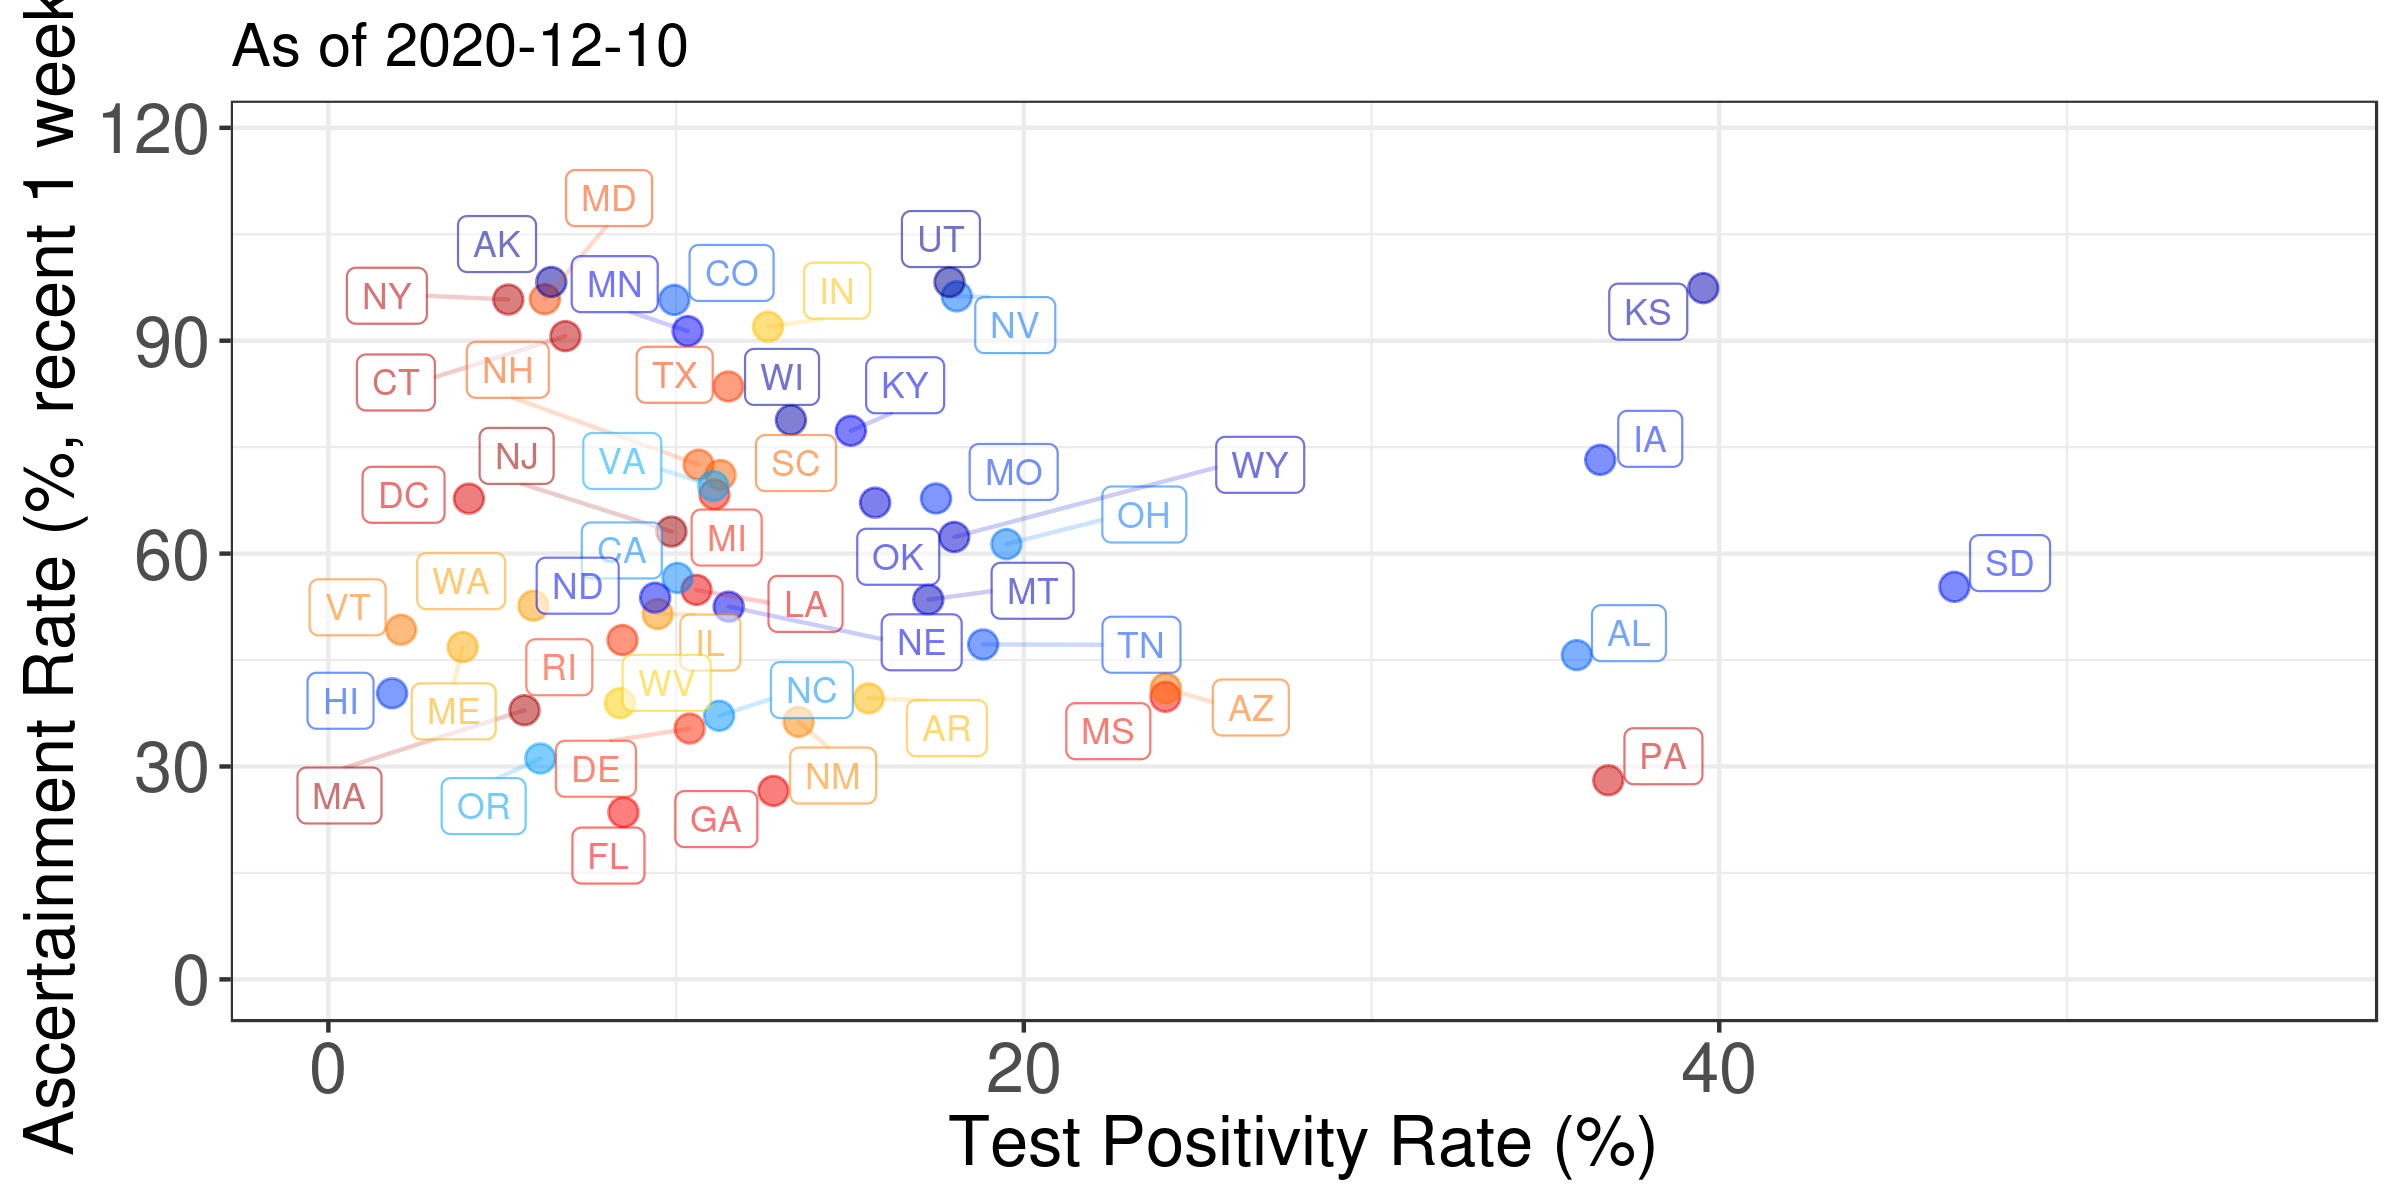 As of 2020-12-10
Ascertainment Rate (%, recent 1 week
120
90
60
30
0
MD
AK
UT
MN
CO
IN
NY
KS
NV
CT
NH
TX
WI
KY
IA
NJ
VA
SC
MO
WY
DC
OH
MI
CA
OK
SD
WA
ND
MT
VT
LA
AL
IL
NE
TN
RI
WV
HI
ME
NC
AZ
AR
MS
PA
DE
NM
MA
OR
GA
FL
0
20
40
Test Positivity Rate (%)